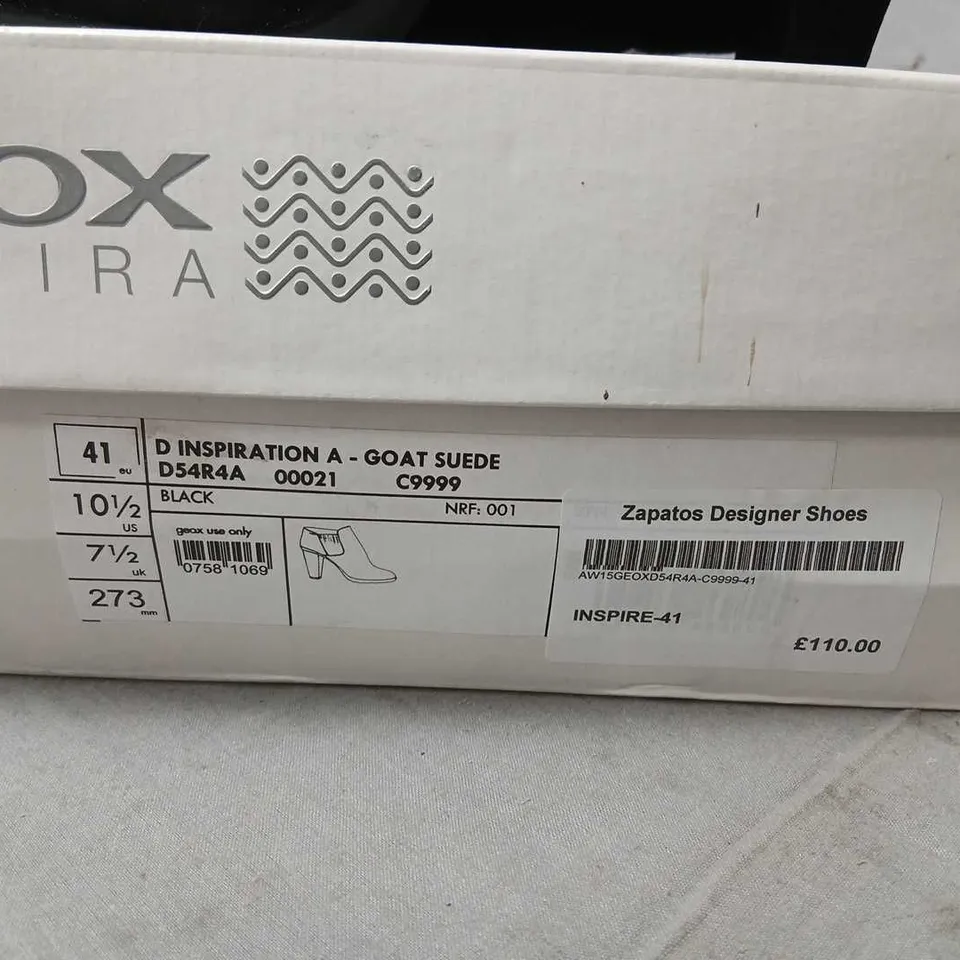 OX
IRA
41 eu
D INSPIRATION A - GOAT SUEDE
D54R4A 00021 C9999
10½ US
BLACK
NRF: 001
7½ uk
273 mm
geox use only
0758 1069
Zapatos Designer Shoes
AW15GEOXD54R4A-C9999-41
INSPIRE-41
£110.00